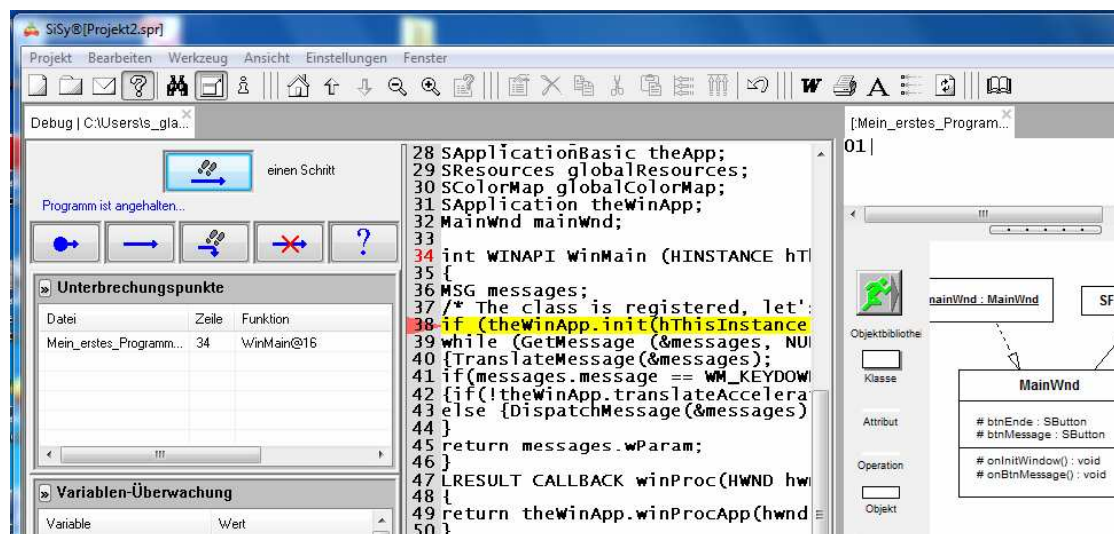 SiSy®[Projekt2.spr]
Projekt Bearbeiten Werkzeug Ansicht Einstellungen Fenster
Debug | C:\Users\s_gla...
einen Schritt
Programm ist angehalten...
Unterbrechungspunkte
Datei Zeile Funktion
Mein_erstes_Programm... 34 WinMain@16
Variablen-Überwachung
Variable Wert
28 SApplicationBasic theApp;
29 SResources globalResources;
30 SColorMap globalColorMap;
31 SApplication theWinApp;
32 MainWnd mainWnd;
33
34 int WINAPI WinMain (HINSTANCE hT
35 {
36 MSG messages;
37 /* The class is registered, let's
38 if (theWinApp.init(hThisInstance
39 while (GetMessage (&messages, NU
40 {TranslateMessage(&messages);
41 if(messages.message == WM_KEYDOW
42 {if(!theWinApp.translateAccelera
43 else {DispatchMessage(&messages)
44 }
45 return messages.wParam;
46 }
47 LRESULT CALLBACK winProc(HWND hw
48 {
49 return theWinApp.winProcApp(hwnd
50 }
[:Mein_erstes_Program...
01
Objektbibliothe
Klasse
Attribut
Operation
Objekt
mainWnd : MainWnd
SF
MainWnd
# btnEnde : SButton
# btnMessage : SButton
# onInitWindow() : void
# onBtnMessage() : void